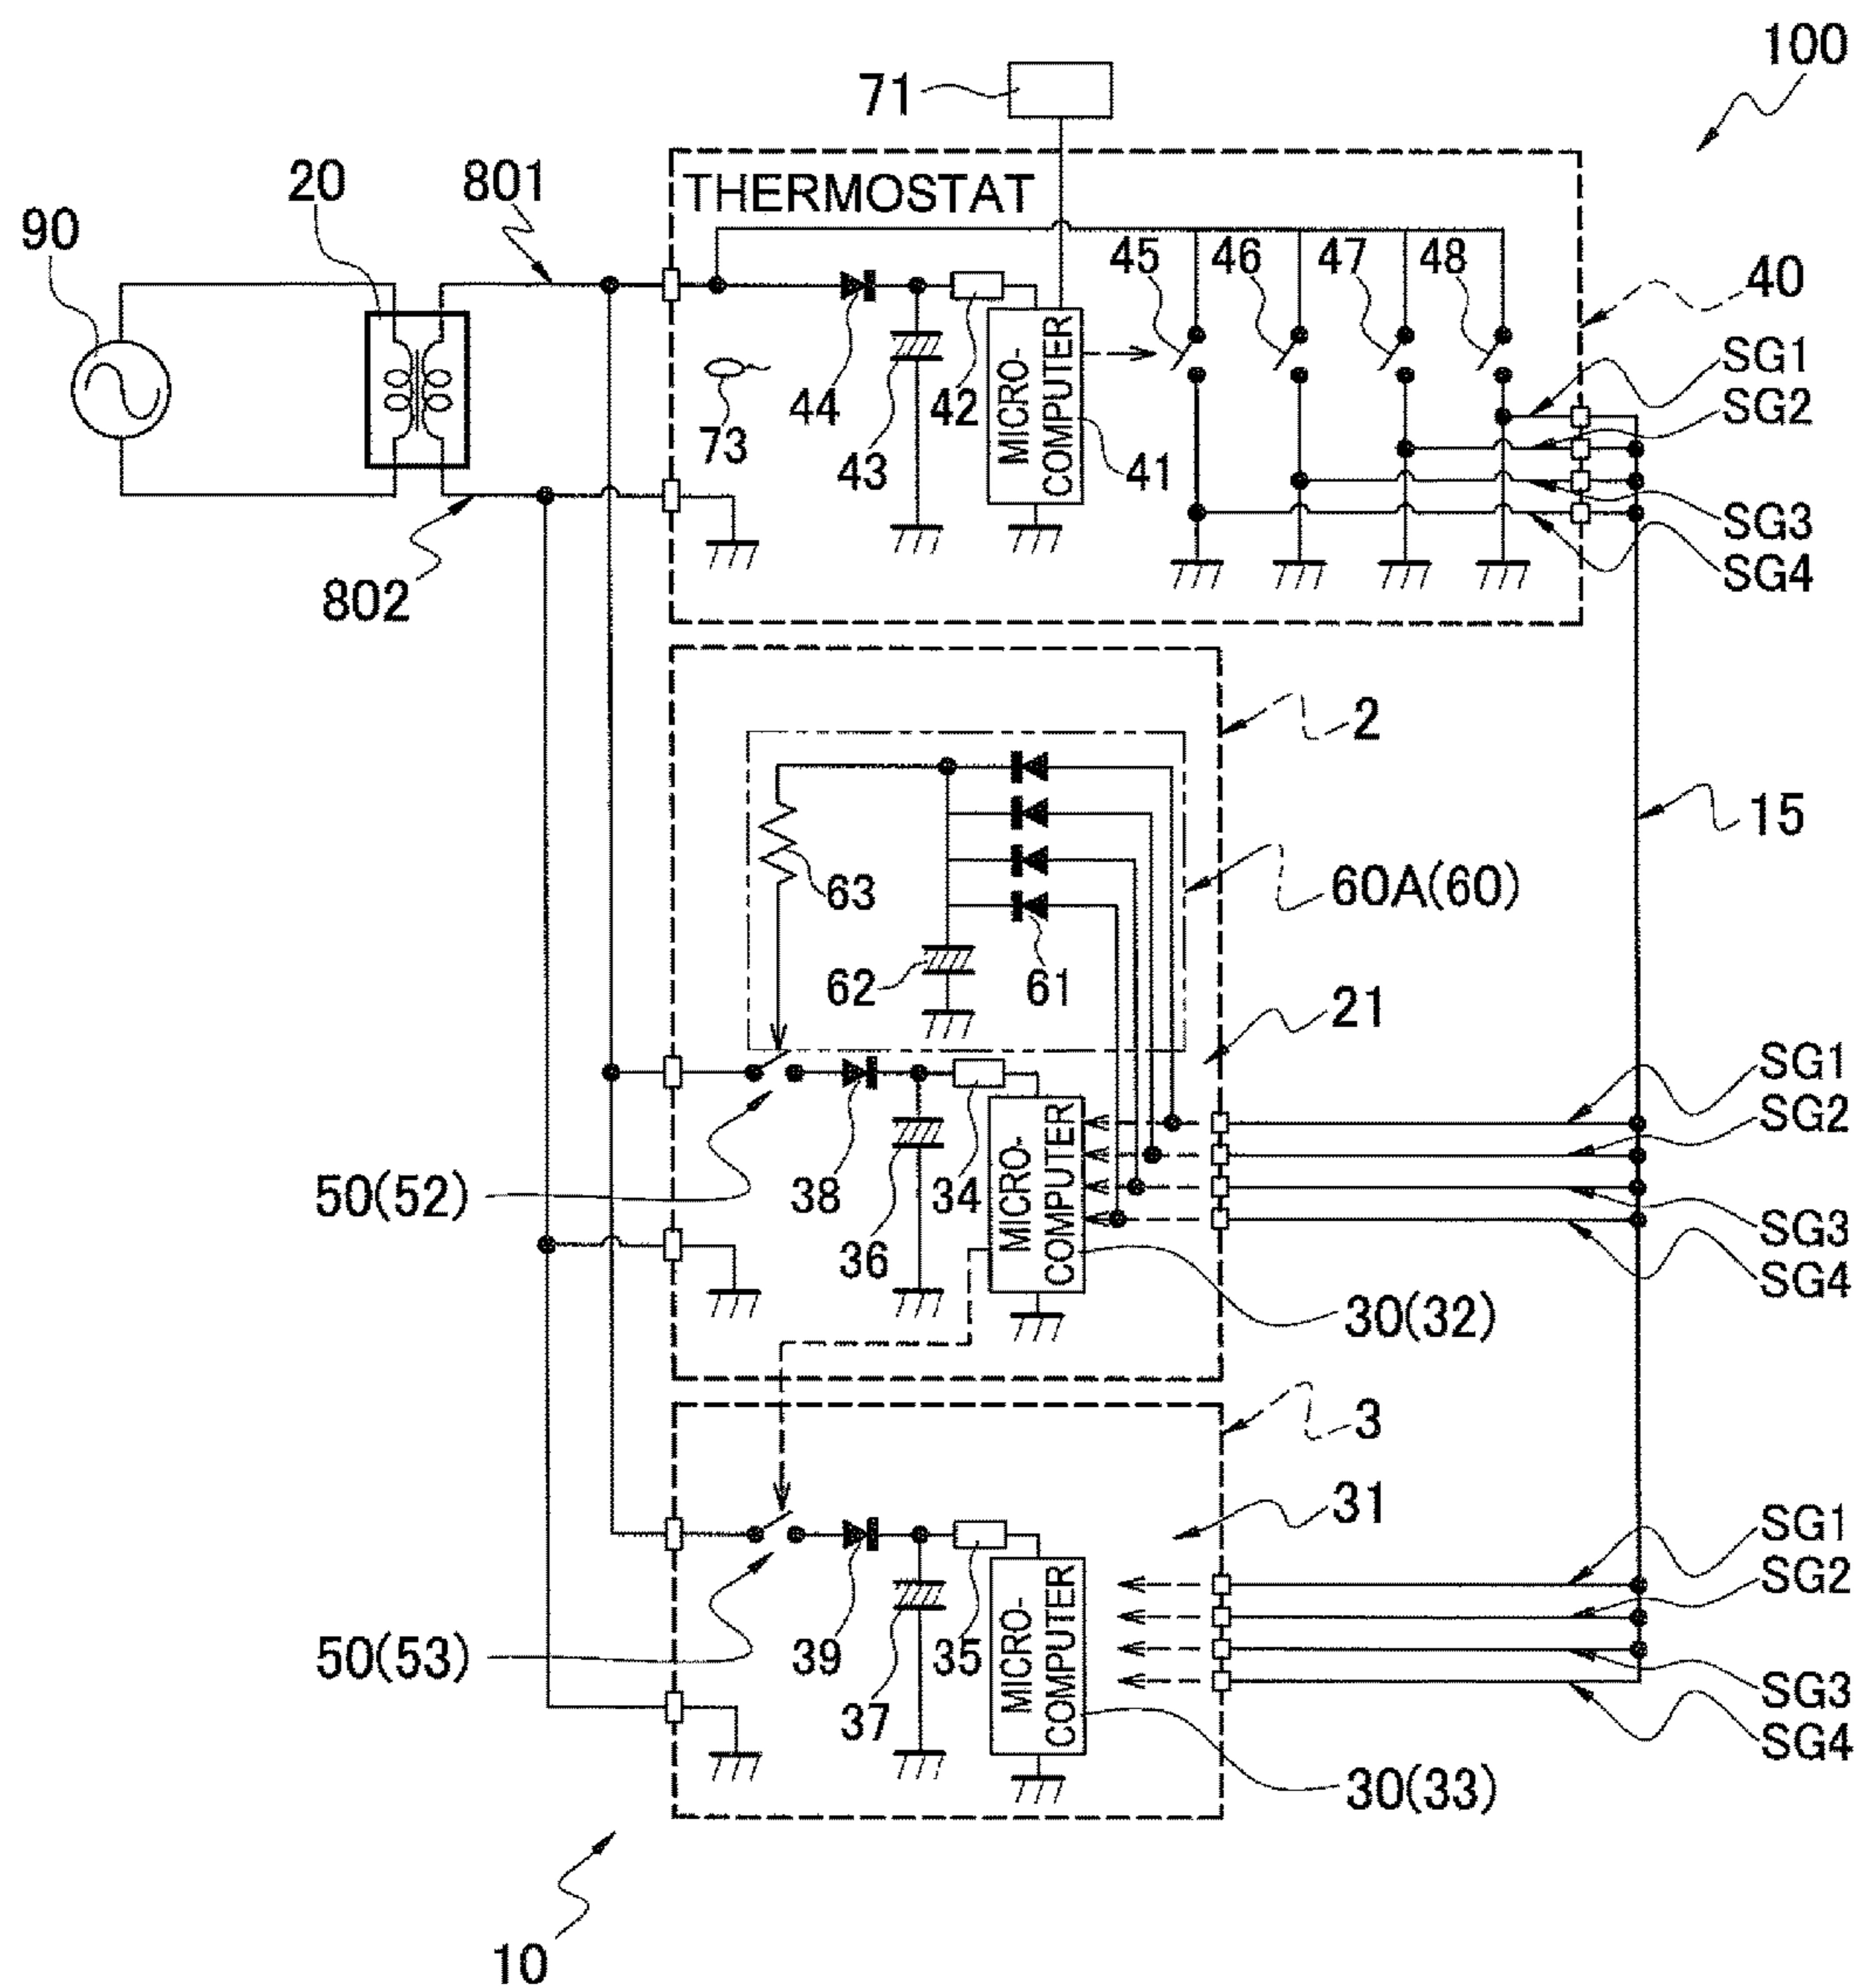 100
71
20
801
THERMOSTAT
90
45
46
47
48
40
SG1
SG2
44
42
MICRO-
COMPUTER
73
43
41
SG3
SG4
802
2
15
63
60A(60)
62
61
21
SG1
SG2
50(52)
38
34
MICRO-
COMPUTER
36
SG3
SG4
30(32)
3
31
SG1
SG2
50(53)
39
35
MICRO-
COMPUTER
37
SG3
SG4
30(33)
10